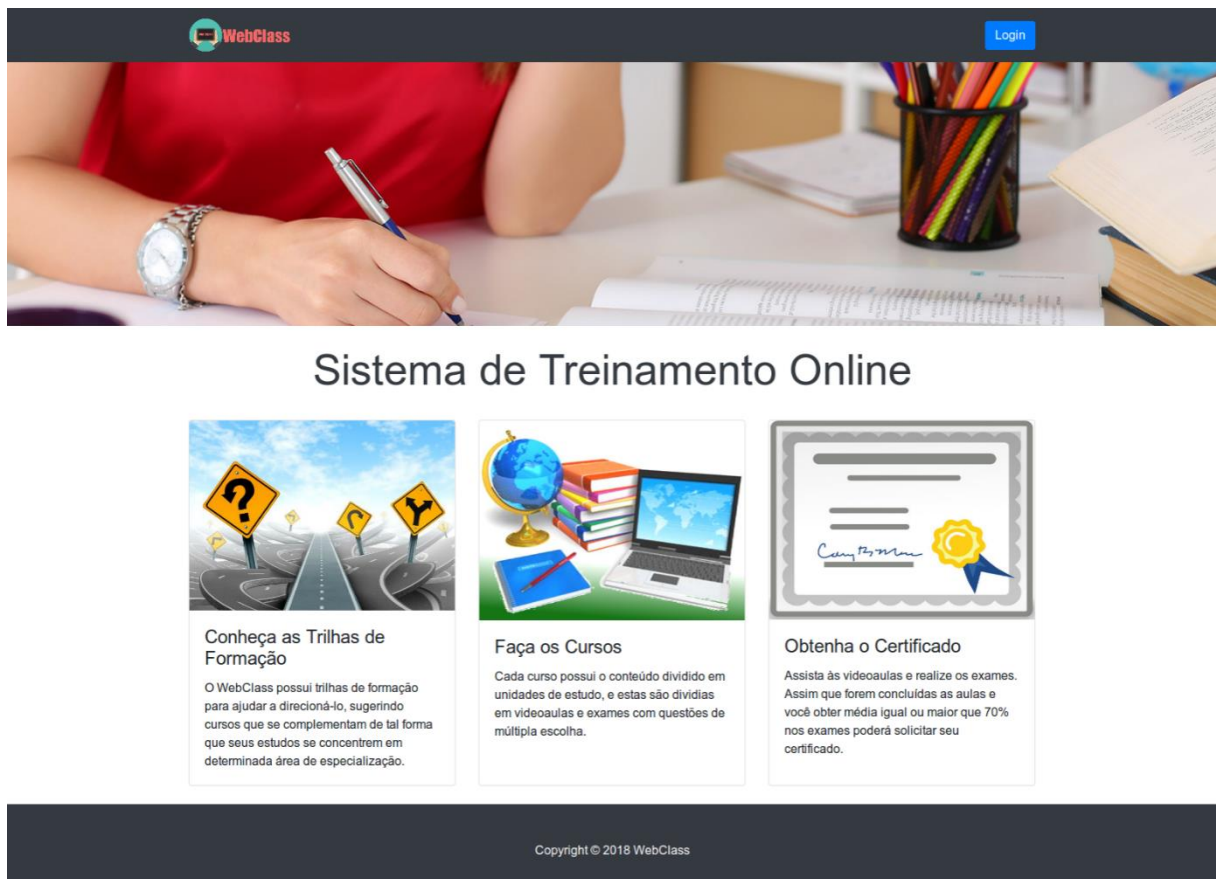 WebClass
Login
Sistema de Treinamento Online
Conheça as Trilhas de
Formação
O WebClass possui trilhas de formação
para ajudar a direcioná-lo, sugerindo
cursos que se complementam de tal forma
que seus estudos se concentrem em
determinada área de especialização.
Faça os Cursos
Cada curso possui o conteúdo dividido em
unidades de estudo, e estas são dividias
em videoaulas e exames com questões de
múltipla escolha.
Obtenha o Certificado
Assista às videoaulas e realize os exames.
Assim que forem concluídas as aulas e
você obter média igual ou maior que 70%
nos exames poderá solicitar seu
certificado.
Copyright © 2018 WebClass